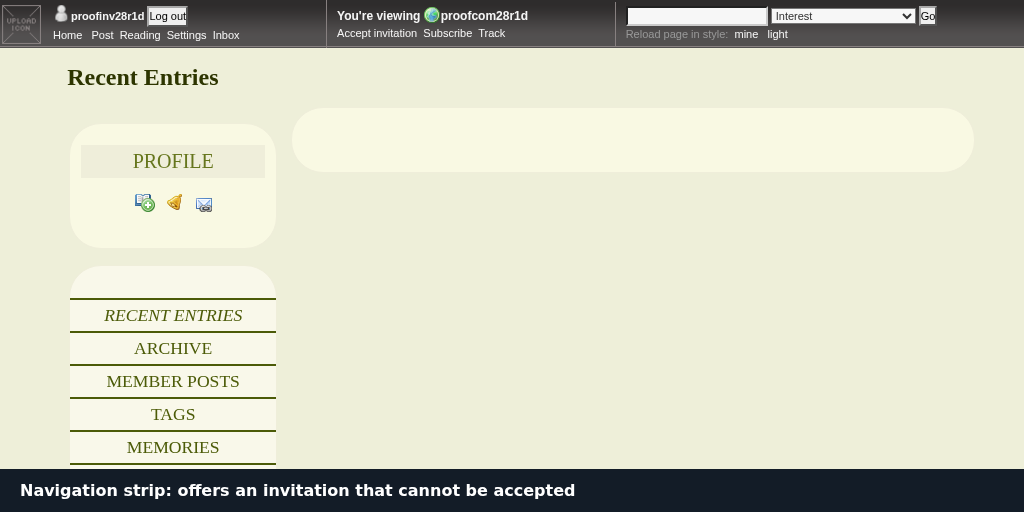 UPLOAD ICON
proofinv28r1d Log out
Home Post Reading Settings Inbox
You're viewing proofcom28r1d
Accept invitation Subscribe Track
Interest Go
Reload page in style: mine light
Recent Entries
PROFILE
RECENT ENTRIES
ARCHIVE
MEMBER POSTS
TAGS
MEMORIES
Navigation strip: offers an invitation that cannot be accepted